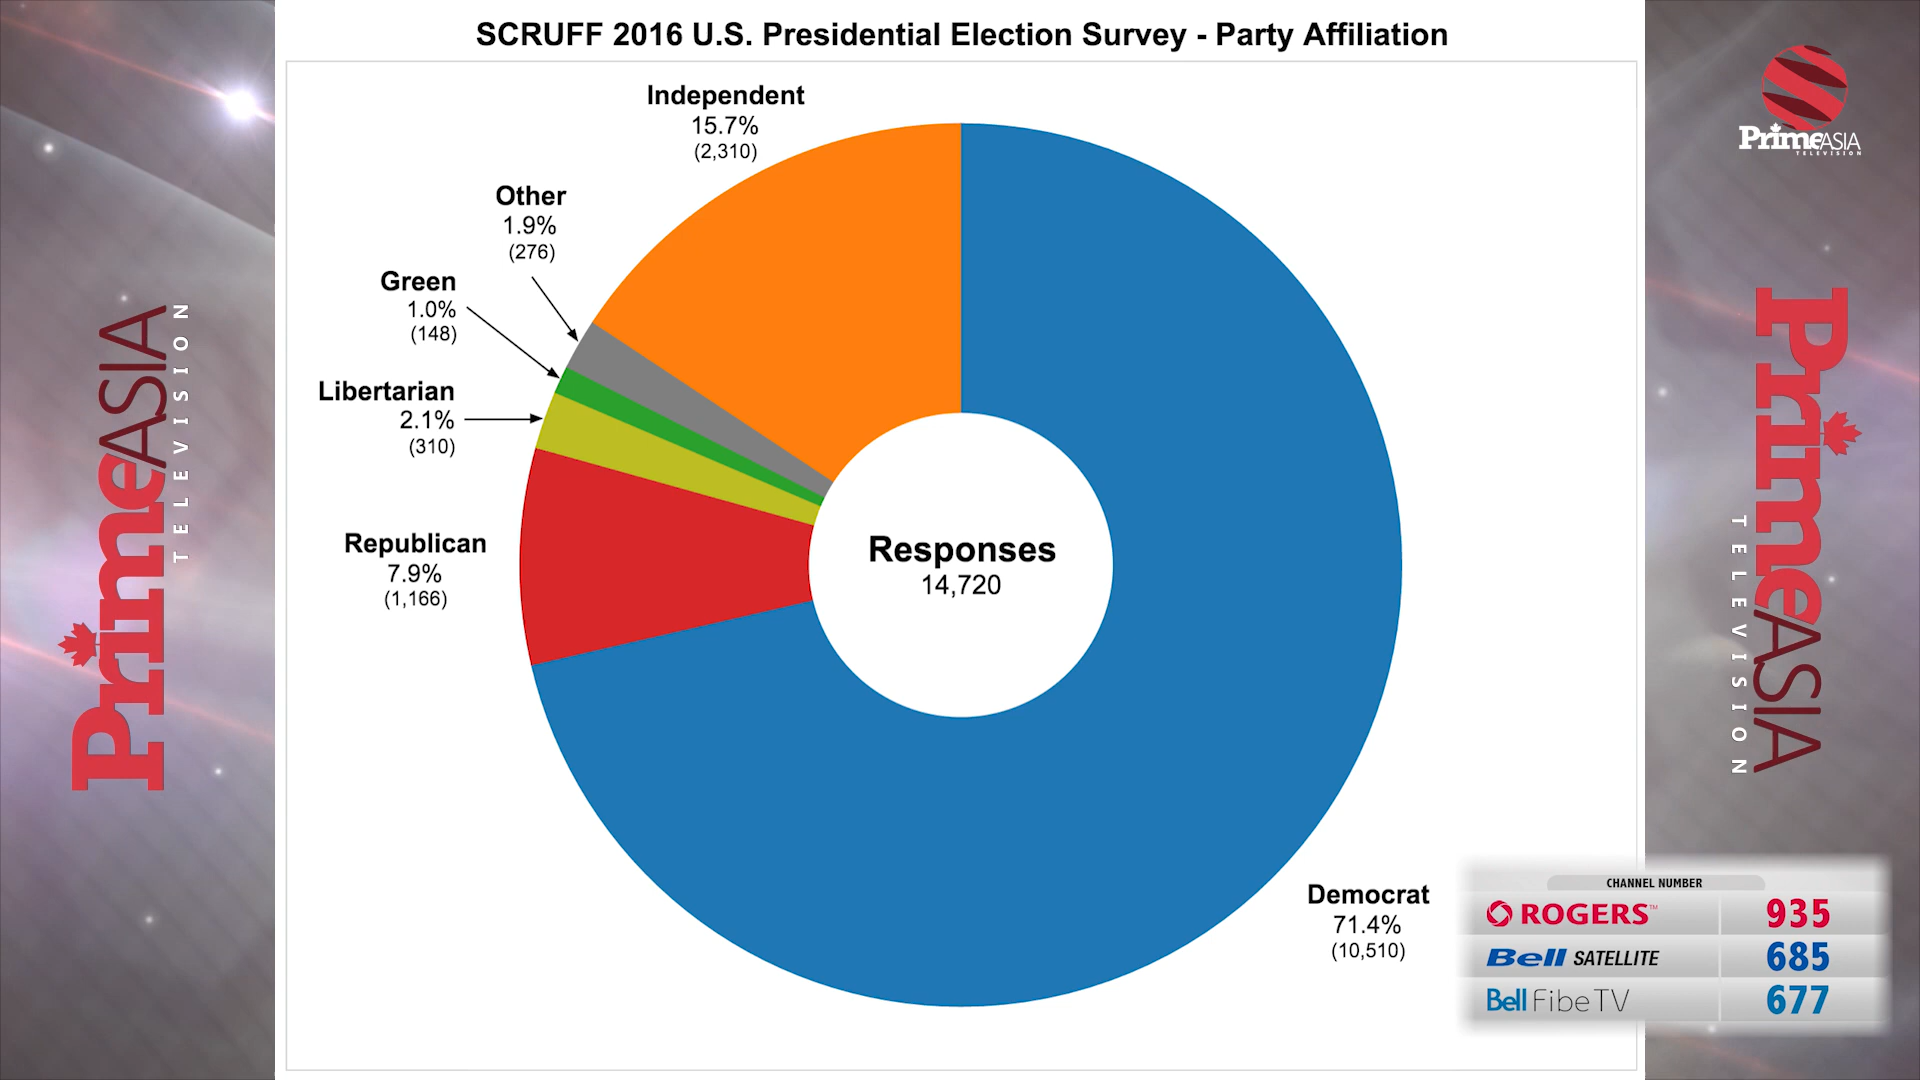 SCRUFF 2016 U.S. Presidential Election Survey - Party Affiliation
Independent
15.7%
(2,310)
Other
1.9%
(276)
Green
1.0%
(148)
Libertarian
2.1%
(310)
Republican
7.9%
(1,166)
Responses
14,720
Democrat
71.4%
(10,510)
PrimeASIA
TELEVISION
PrimeASIA
TELEVISION
PrimeASIA
TELEVISION
CHANNEL NUMBER
ROGERS™ 935
Bell SATELLITE 685
Bell Fibe TV 677